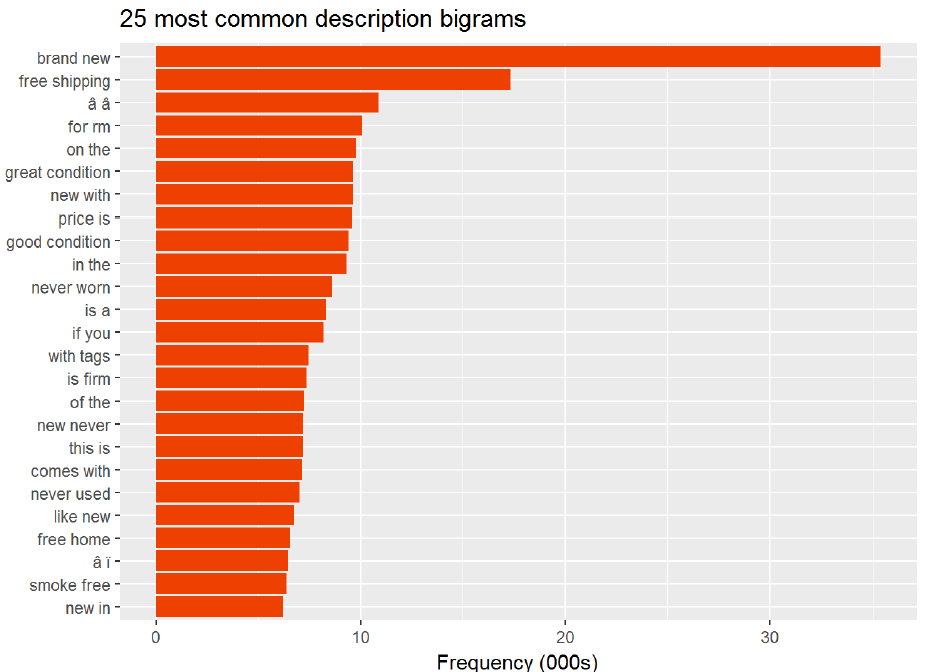 25 most common description bigrams
brand new
free shipping
â â
for rm
on the
great condition
new with
price is
good condition
in the
never worn
is a
if you
with tags
is firm
of the
new never
this is
comes with
never used
like new
free home
â ï
smoke free
new in
0 10 20 30
Frequency (000s)